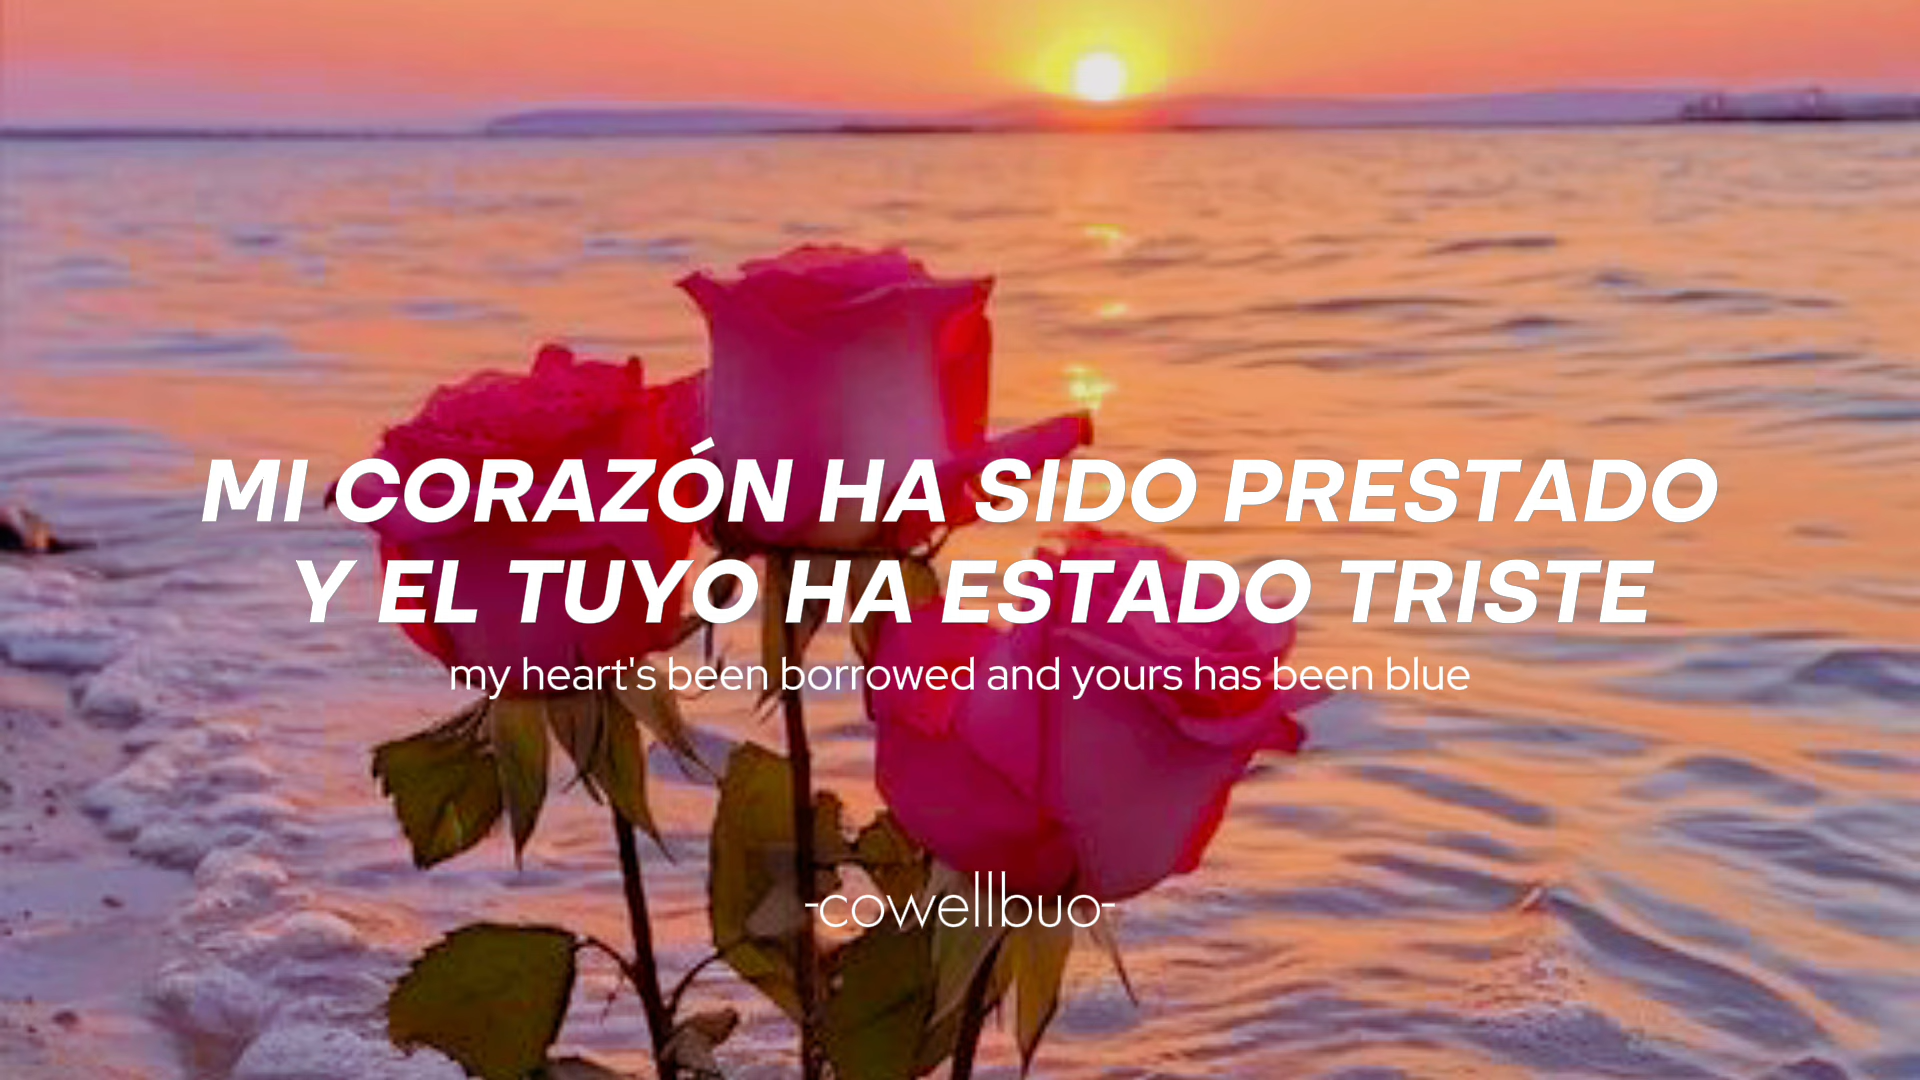 MI CORAZÓN HA SIDO PRESTADO
Y EL TUYO HA ESTADO TRISTE
my heart's been borrowed and yours has been blue
-cowellbuo-